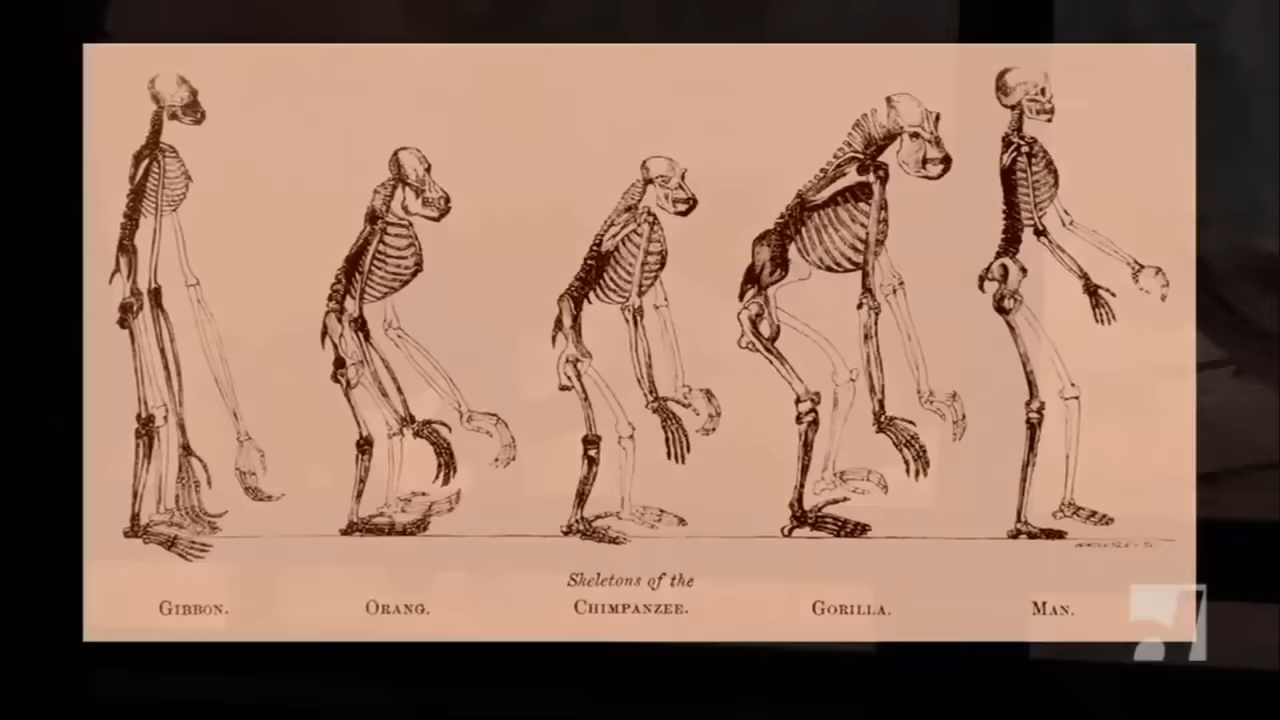 Skeletons of the
GIBBON. ORANG. CHIMPANZEE. GORILLA. MAN.